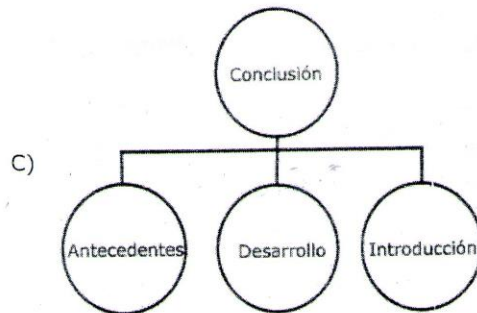 Conclusión
C)
Antecedentes
Desarrollo
Introducción